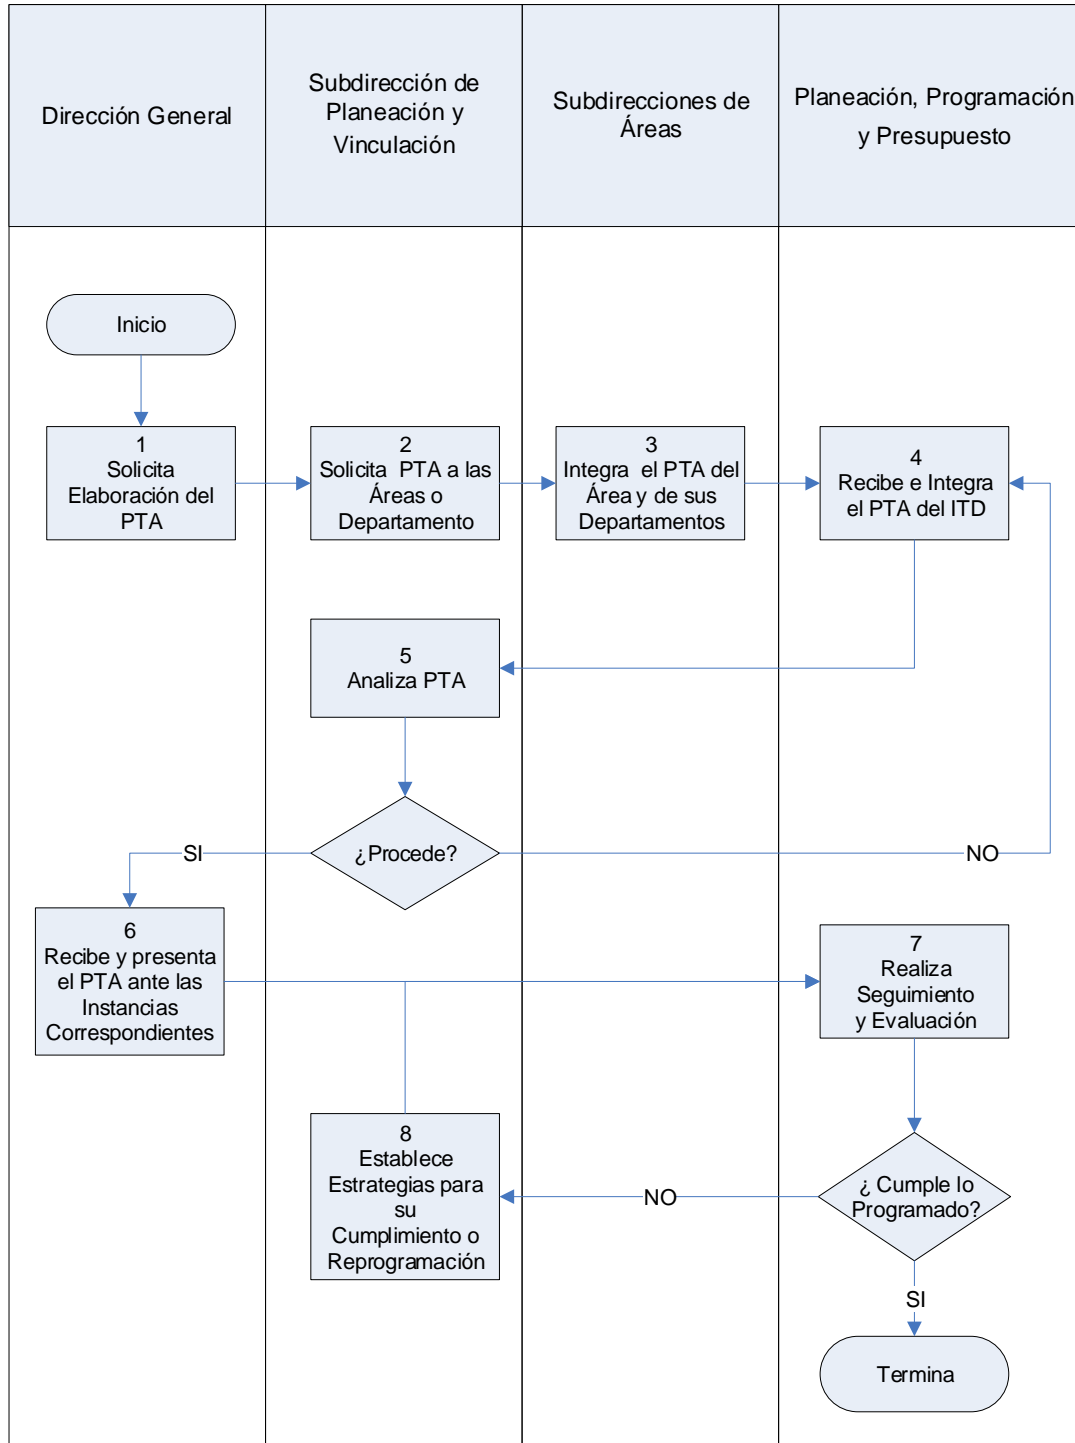 Dirección General
Subdirección de
Planeación y
Vinculación
Subdirecciones de
Áreas
Planeación, Programación
y Presupuesto
Inicio
1
Solicita
Elaboración del
PTA
2
Solicita PTA a las
Áreas o
Departamento
3
Integra el PTA del
Área y de sus
Departamentos
4
Recibe e Integra
el PTA del ITD
5
Analiza PTA
¿Procede?
SI
NO
6
Recibe y presenta
el PTA ante las
Instancias
Correspondientes
7
Realiza
Seguimiento
y Evaluación
8
Establece
Estrategias para
su
Cumplimiento o
Reprogramación
NO
¿ Cumple lo
Programado?
SI
Termina